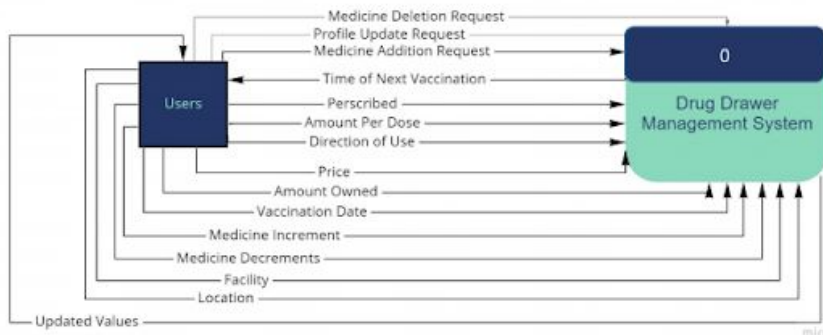 Medicine Deletion Request
Profile Update Request
Medicine Addition Request
0
Time of Next Vaccination
Users
Perscribed
Drug Drawer
Management System
Amount Per Dose
Direction of Use
Price
Amount Owned
Vaccination Date
Medicine Increment
Medicine Decrements
Facility
Location
Updated Values